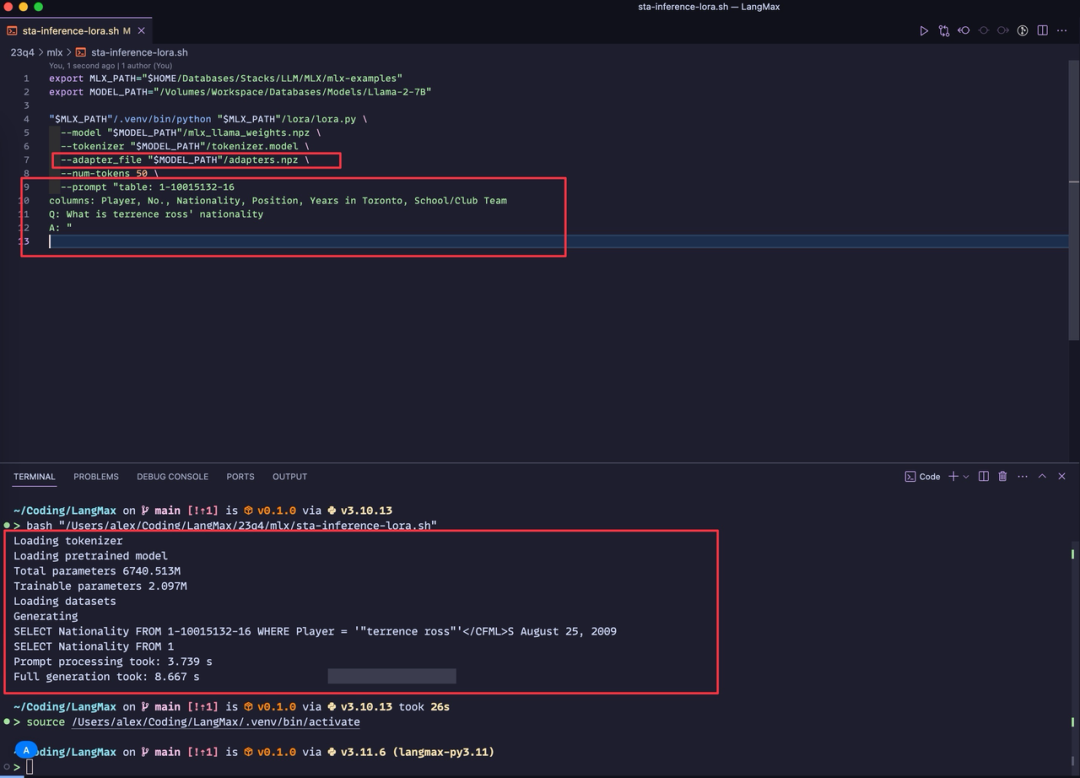 sta-inference-lora.sh — LangMax
sta-inference-lora.sh M
23q4 > mlx > sta-inference-lora.sh
You, 1 second ago | 1 author (You)
1 export MLX_PATH="$HOME/Databases/Stacks/LLM/MLX/mlx-examples"
2 export MODEL_PATH="/Volumes/Workspace/Databases/Models/Llama-2-7B"
3
4 "$MLX_PATH"/.venv/bin/python "$MLX_PATH"/lora/lora.py \
5 --model "$MODEL_PATH"/mlx_llama_weights.npz \
6 --tokenizer "$MODEL_PATH"/tokenizer.model \
7 --adapter_file "$MODEL_PATH"/adapters.npz \
8 --num-tokens 50 \
9 --prompt "table: 1-10015132-16
10 columns: Player, No., Nationality, Position, Years in Toronto, School/Club Team
11 Q: What is terrence ross' nationality
12 A: "
13
TERMINAL PROBLEMS DEBUG CONSOLE PORTS OUTPUT
Code
~/Coding/LangMax on main [!⇡1] is v0.1.0 via v3.10.13
> bash "/Users/alex/Coding/LangMax/23q4/mlx/sta-inference-lora.sh"
Loading tokenizer
Loading pretrained model
Total parameters 6740.513M
Trainable parameters 2.097M
Loading datasets
Generating
SELECT Nationality FROM 1-10015132-16 WHERE Player = '"terrence ross"'</CFML>S August 25, 2009
SELECT Nationality FROM 1
Prompt processing took: 3.739 s
Full generation took: 8.667 s
~/Coding/LangMax on main [!⇡1] is v0.1.0 via v3.10.13 took 26s
> source /Users/alex/Coding/LangMax/.venv/bin/activate
A oding/LangMax on main [!⇡1] is v0.1.0 via v3.11.6 (langmax-py3.11)
>